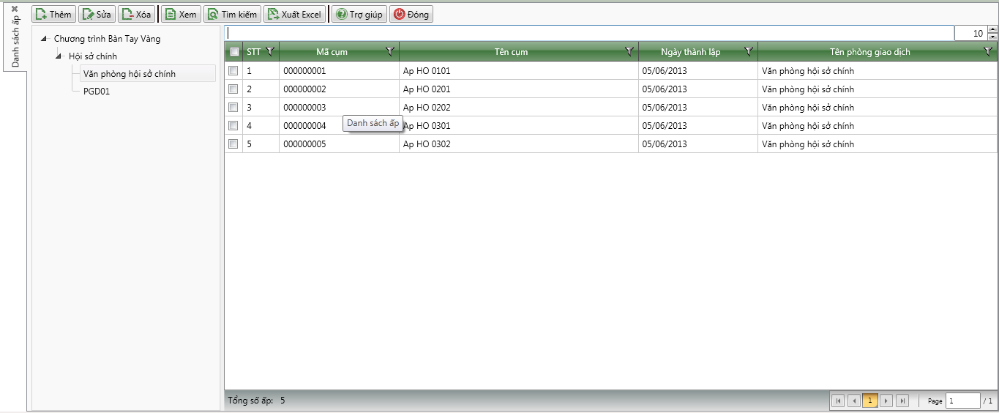 Danh sách ấp
Thêm Sửa Xóa Xem Tìm kiếm Xuất Excel Trợ giúp Đóng
Chương trình Bàn Tay Vàng
Hội sở chính
Văn phòng hội sở chính
PGD01
10
STT Mã cụm Tên cụm Ngày thành lập Tên phòng giao dịch
1 000000001 Ap HO 0101 05/06/2013 Văn phòng hội sở chính
2 000000002 Ap HO 0201 05/06/2013 Văn phòng hội sở chính
3 000000003 Ap HO 0202 05/06/2013 Văn phòng hội sở chính
Danh sách ấp
4 000000004 Ap HO 0301 05/06/2013 Văn phòng hội sở chính
5 000000005 Ap HO 0302 05/06/2013 Văn phòng hội sở chính
Tổng số ấp: 5
1 Page 1 / 1